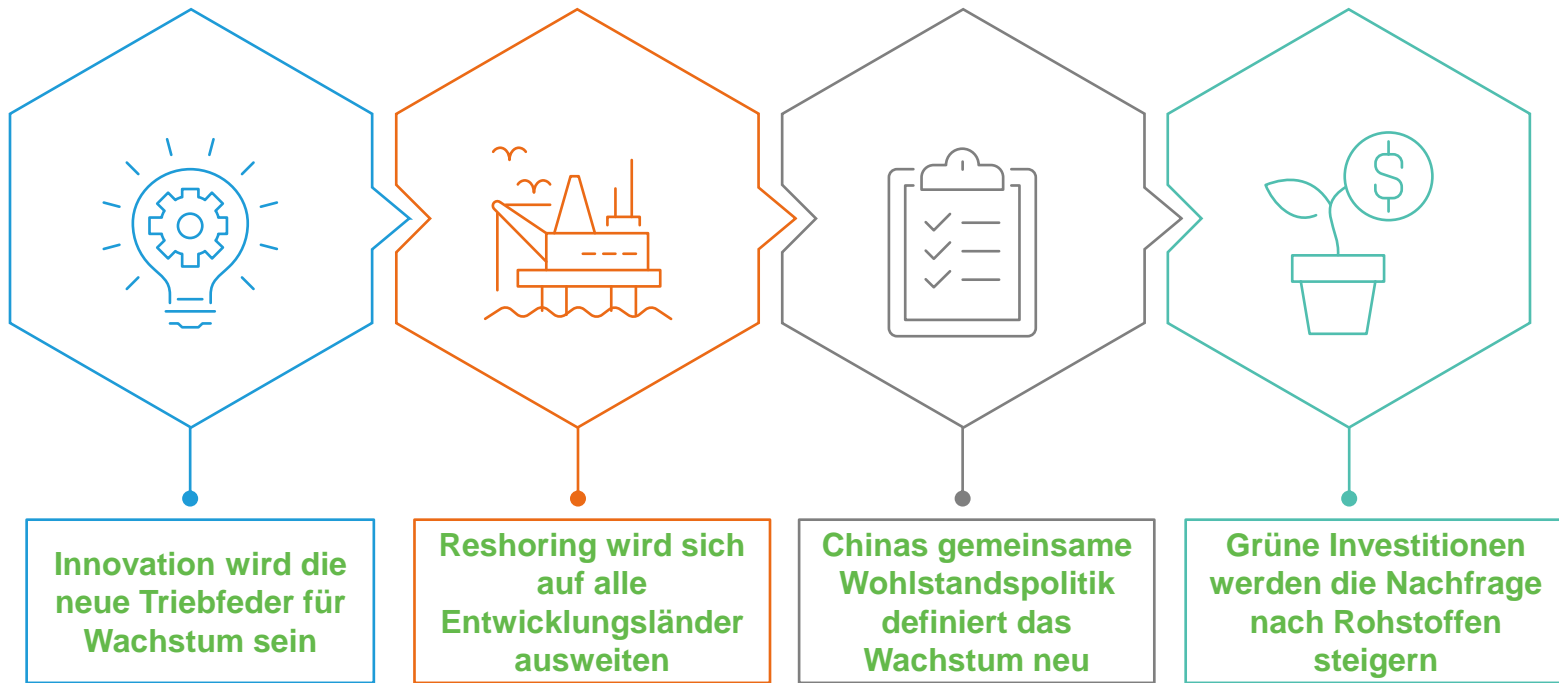 $
Innovation wird die
neue Triebfeder für
Wachstum sein
Reshoring wird sich
auf alle
Entwicklungsländer
ausweiten
Chinas gemeinsame
Wohlstandspolitik
definiert das
Wachstum neu
Grüne Investitionen
werden die Nachfrage
nach Rohstoffen
steigern